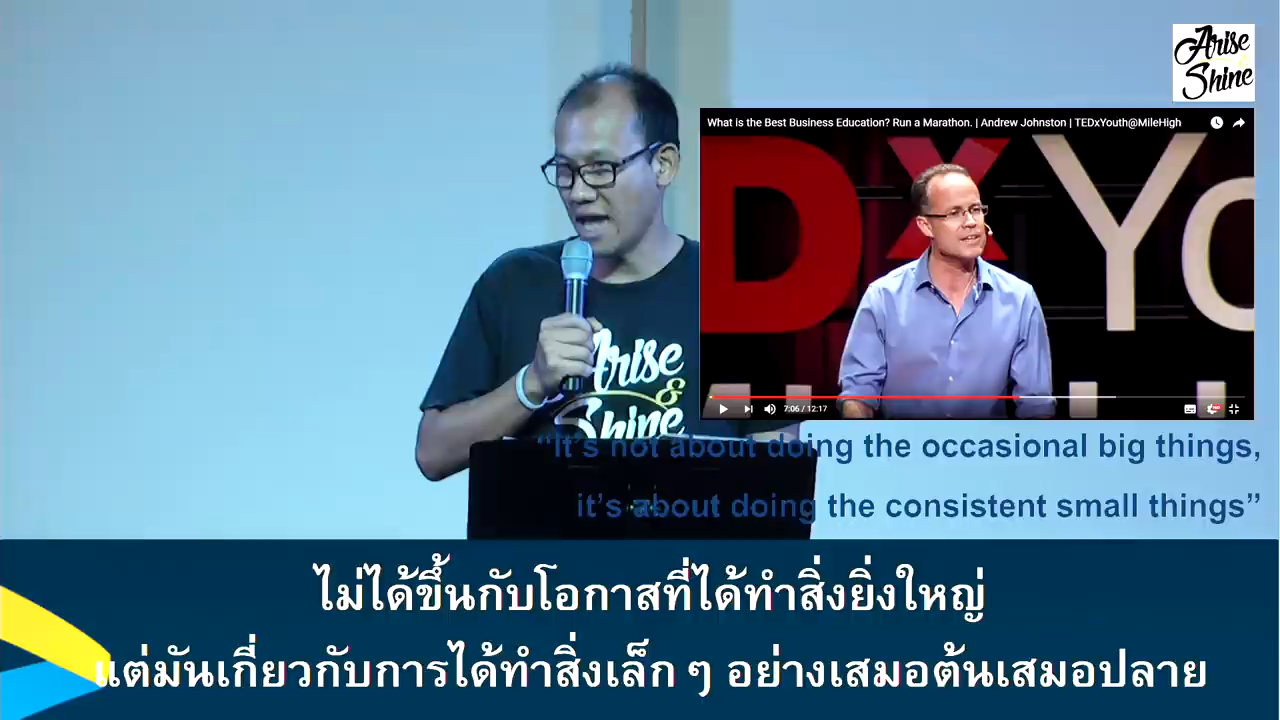 Arise
&
Shine
What is the Best Business Education? Run a Marathon. | Andrew Johnston | TEDxYouth@MileHigh
DX Yo
Arise
&
Shine
7:06 / 12:17
“It’s not about doing the occasional big things,
it’s about doing the consistent small things”
ไม่ได้ขึ้นกับโอกาสที่ได้ทำสิ่งยิ่งใหญ่
แต่มันเกี่ยวกับการได้ทำสิ่งเล็ก ๆ อย่างเสมอต้นเสมอปลาย